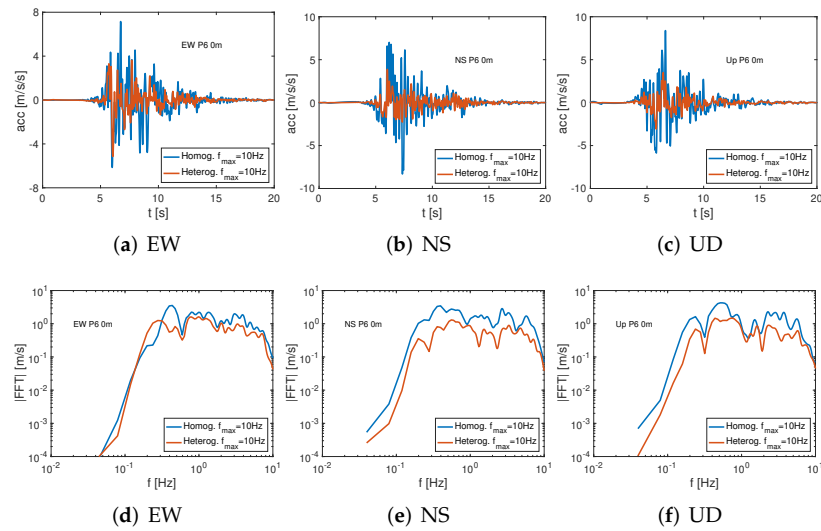 8
4
0
-4
-8
acc [m/s/s]
EW P6 0m
Homog. f_max=10Hz
Heterog. f_max=10Hz
0 5 10 15 20
t [s]
(a) EW
10
5
0
-5
-10
acc [m/s/s]
NS P6 0m
Homog. f_max=10Hz
Heterog. f_max=10Hz
0 5 10 15 20
t [s]
(b) NS
10
5
0
-5
-10
acc [m/s/s]
Up P6 0m
Homog. f_max=10Hz
Heterog. f_max=10Hz
0 5 10 15 20
t [s]
(c) UD
10^1
10^0
10^-1
10^-2
10^-3
10^-4
|FFT| [m/s]
EW P6 0m
Homog. f_max=10Hz
Heterog. f_max=10Hz
10^-2 10^-1 10^0 10^1
f [Hz]
(d) EW
10^1
10^0
10^-1
10^-2
10^-3
10^-4
|FFT| [m/s]
NS P6 0m
Homog. f_max=10Hz
Heterog. f_max=10Hz
10^-2 10^-1 10^0 10^1
f [Hz]
(e) NS
10^1
10^0
10^-1
10^-2
10^-3
10^-4
|FFT| [m/s]
Up P6 0m
Homog. f_max=10Hz
Heterog. f_max=10Hz
10^-2 10^-1 10^0 10^1
f [Hz]
(f) UD